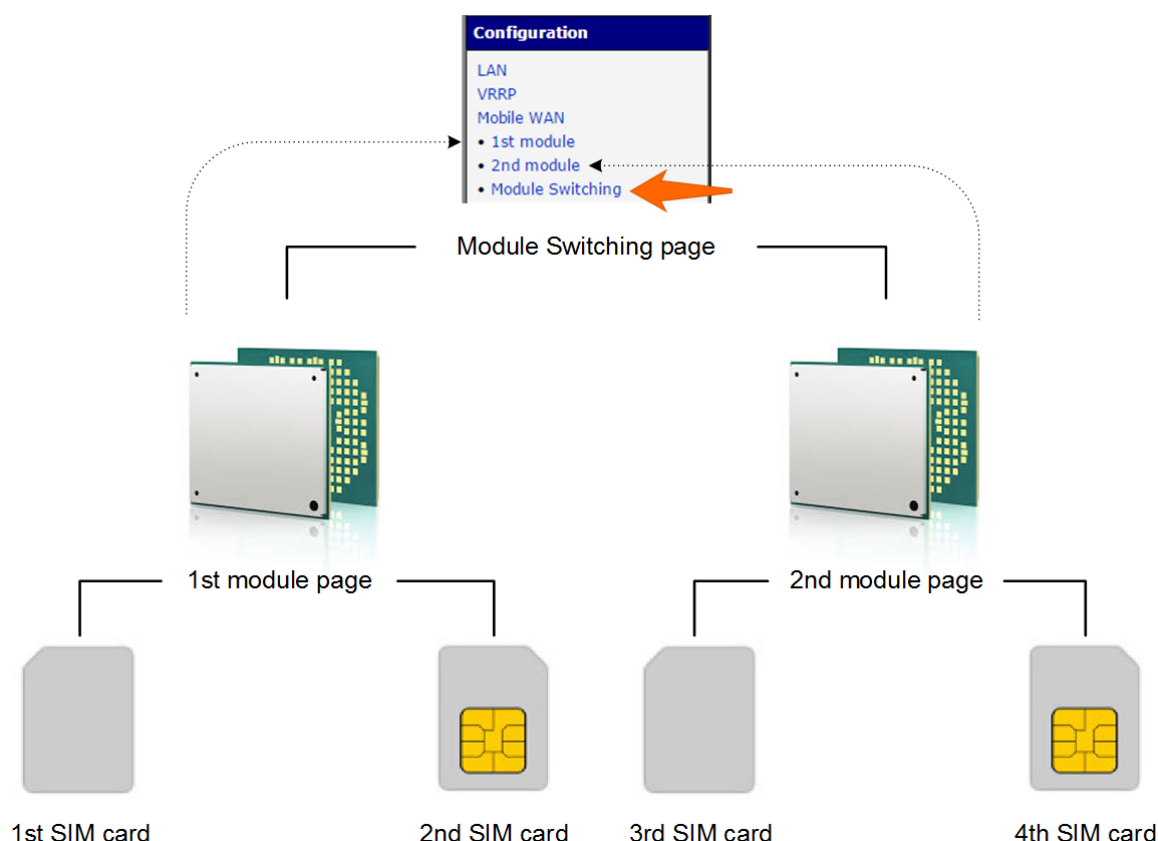 Configuration
LAN
VRRP
Mobile WAN
• 1st module
• 2nd module
• Module Switching
Module Switching page
1st module page
2nd module page
1st SIM card
2nd SIM card
3rd SIM card
4th SIM card